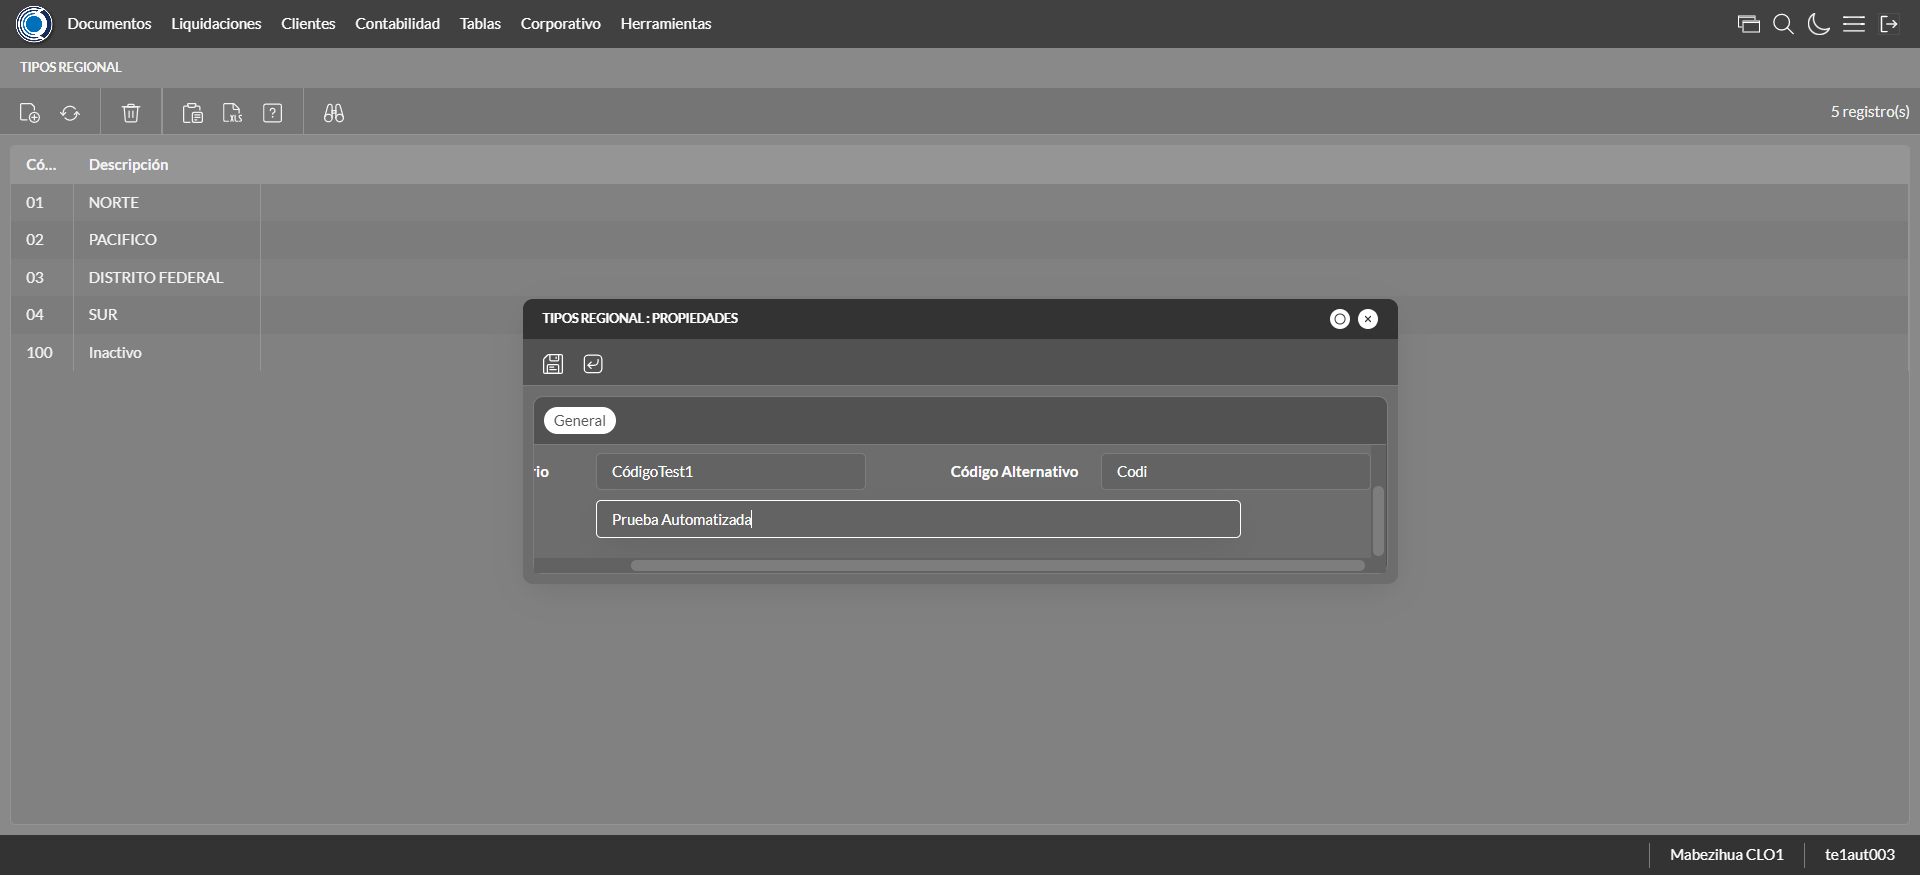 Documentos Liquidaciones Clientes Contabilidad Tablas Corporativo Herramientas
TIPOS REGIONAL
XLS
5 registro(s)
Có... Descripción
01 NORTE
02 PACIFICO
03 DISTRITO FEDERAL
04 SUR
100 Inactivo
TIPOS REGIONAL : PROPIEDADES
General
rio CódigoTest1 Código Alternativo Codi
Prueba Automatizada
Mabezihua CLO1 te1aut003